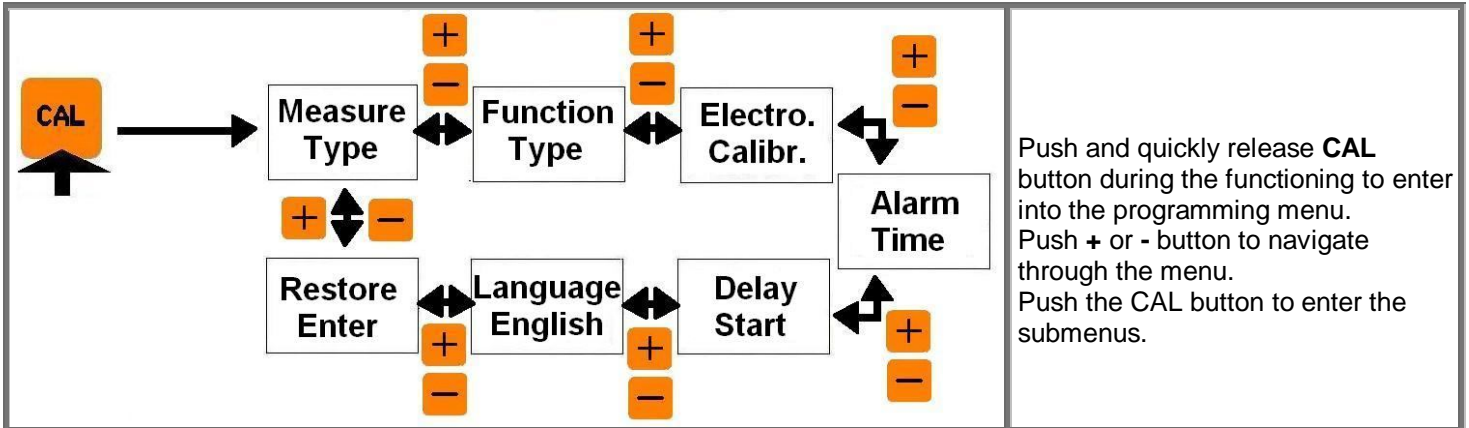 +
+
+
−
−
−
CAL
Measure
Type
Function
Type
Electro.
Calibr.
Alarm
Time
+ −
Restore
Enter
Language
English
Delay
Start
+
+
+
−
−
−
Push and quickly release CAL
button during the functioning to enter
into the programming menu.
Push + or - button to navigate
through the menu.
Push the CAL button to enter the
submenus.